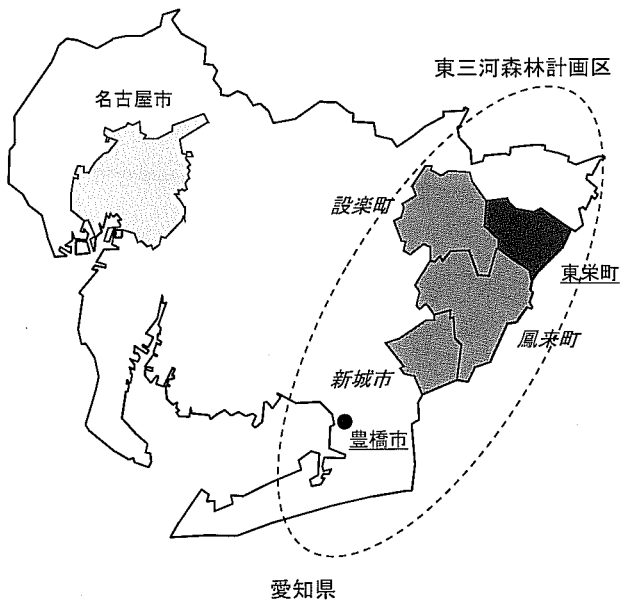 東三河森林計画区
名古屋市
設楽町
東栄町
鳳来町
新城市
豊橋市
愛知県